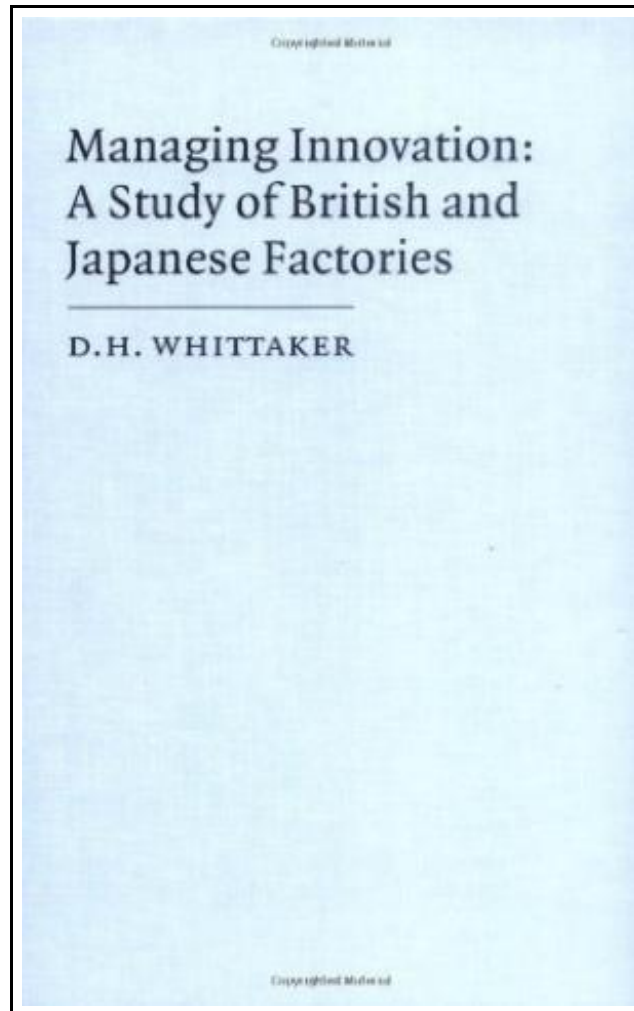 Copyrighted Material
Managing Innovation:
A Study of British and
Japanese Factories
D.H. WHITTAKER
Copyrighted Material